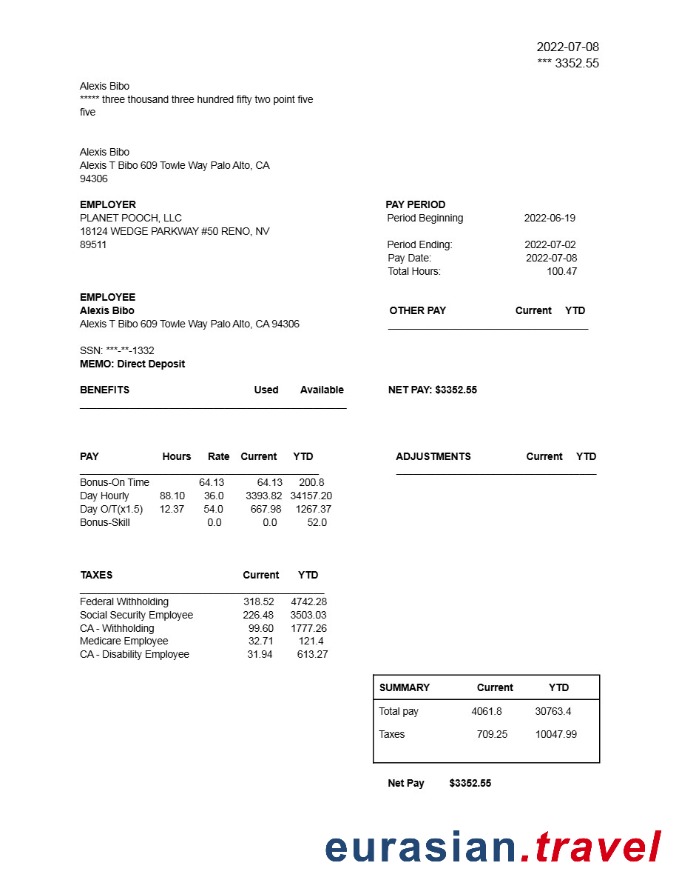 2022-07-08
*** 3352.55
Alexis Bibo
***** three thousand three hundred fifty two point five
five
Alexis Bibo
Alexis T Bibo 609 Towle Way Palo Alto, CA
94306
EMPLOYER
PLANET POOCH, LLC
18124 WEDGE PARKWAY #50 RENO, NV
89511
PAY PERIOD
Period Beginning 2022-06-19
Period Ending: 2022-07-02
Pay Date: 2022-07-08
Total Hours: 100.47
EMPLOYEE
Alexis Bibo
Alexis T Bibo 609 Towle Way Palo Alto, CA 94306
OTHER PAY Current YTD
SSN: ***-**-1332
MEMO: Direct Deposit
BENEFITS Used Available
NET PAY: $3352.55
PAY Hours Rate Current YTD
Bonus-On Time 64.13 64.13 200.8
Day Hourly 88.10 36.0 3393.82 34157.20
Day O/T(x1.5) 12.37 54.0 667.98 1267.37
Bonus-Skill 0.0 0.0 52.0
ADJUSTMENTS Current YTD
TAXES Current YTD
Federal Withholding 318.52 4742.28
Social Security Employee 226.48 3503.03
CA - Withholding 99.60 1777.26
Medicare Employee 32.71 121.4
CA - Disability Employee 31.94 613.27
SUMMARY Current YTD
Total pay 4061.8 30763.4
Taxes 709.25 10047.99
Net Pay $3352.55
eurasian.travel